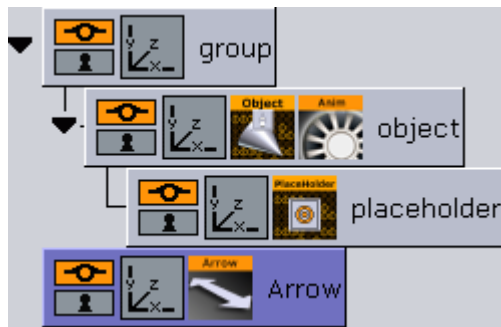 y z x group
y z x Object Anim object
y z x PlaceHolder placeholder
y z x Arrow Arrow